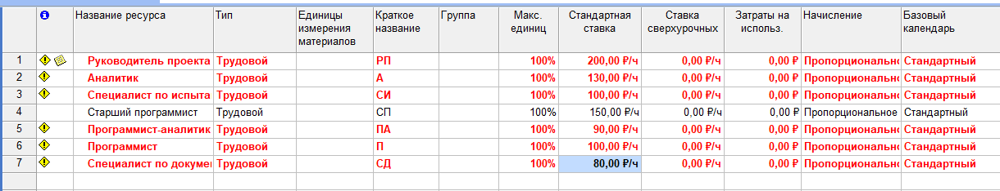 Название ресурса Тип Единицы измерения материалов Краткое название Группа Макс. единиц Стандартная ставка Ставка сверхурочных Затраты на использ. Начисление Базовый календарь
1 Руководитель проекта Трудовой РП 100% 200,00 ₽/ч 0,00 ₽/ч 0,00 ₽ Пропорционально Стандартный
2 Аналитик Трудовой А 100% 130,00 ₽/ч 0,00 ₽/ч 0,00 ₽ Пропорционально Стандартный
3 Специалист по испыта Трудовой СИ 100% 100,00 ₽/ч 0,00 ₽/ч 0,00 ₽ Пропорционально Стандартный
4 Старший программист Трудовой СП 100% 150,00 ₽/ч 0,00 ₽/ч 0,00 ₽ Пропорциональное Стандартный
5 Программист-аналитик Трудовой ПА 100% 90,00 ₽/ч 0,00 ₽/ч 0,00 ₽ Пропорционально Стандартный
6 Программист Трудовой П 100% 100,00 ₽/ч 0,00 ₽/ч 0,00 ₽ Пропорционально Стандартный
7 Специалист по докуме Трудовой СД 100% 80,00 ₽/ч 0,00 ₽/ч 0,00 ₽ Пропорционально Стандартный